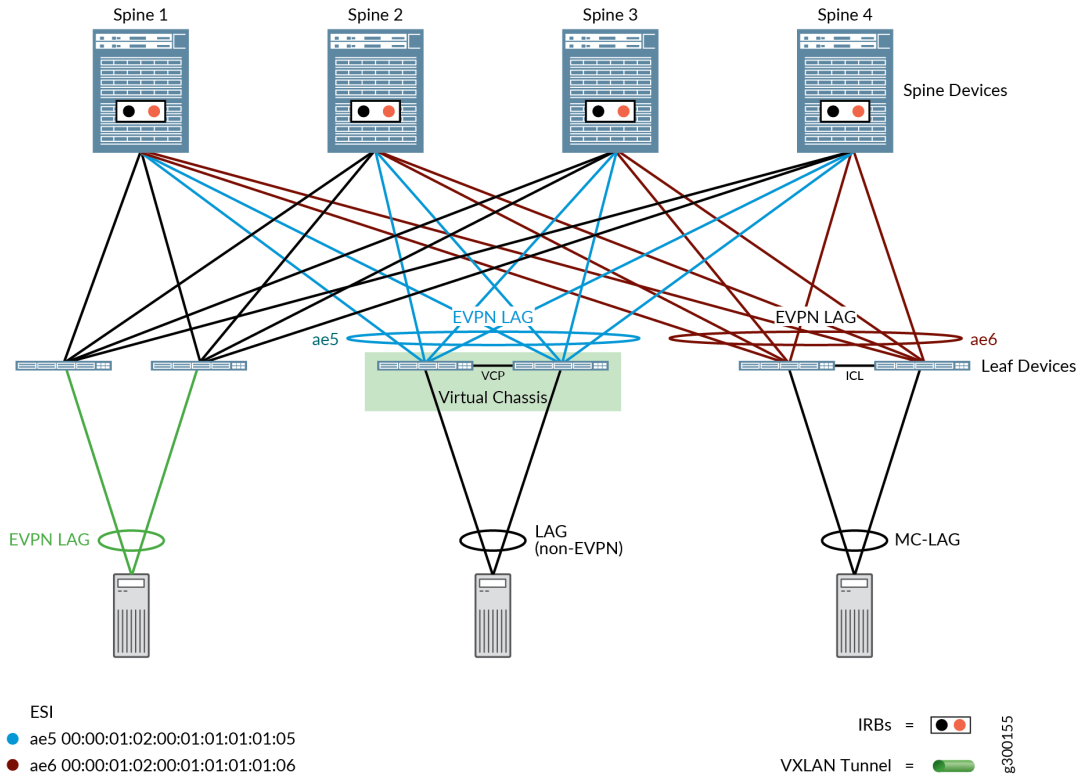 Spine 1
Spine 2
Spine 3
Spine 4
Spine Devices
EVPN LAG
EVPN LAG
ae5
ae6
Leaf Devices
VCP
ICL
Virtual Chassis
EVPN LAG
LAG
(non-EVPN)
MC-LAG
ESI
ae5 00:00:01:02:00:01:01:01:01:05
ae6 00:00:01:02:00:01:01:01:01:06
IRBs =
VXLAN Tunnel =
g300155